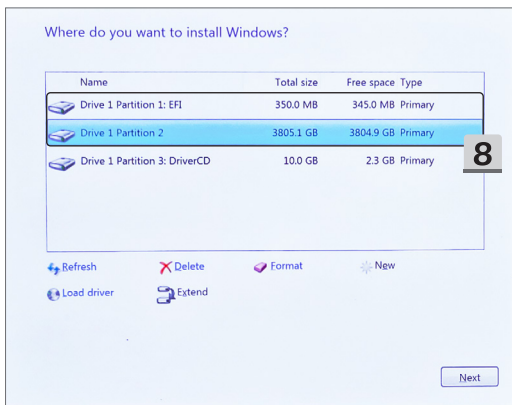 Where do you want to install Windows?
Name Total size Free space Type
Drive 1 Partition 1: EFI 350.0 MB 345.0 MB Primary
Drive 1 Partition 2 3805.1 GB 3804.9 GB Primary
8
Drive 1 Partition 3: DriverCD 10.0 GB 2.3 GB Primary
Refresh Delete Format New
Load driver Extend
Next